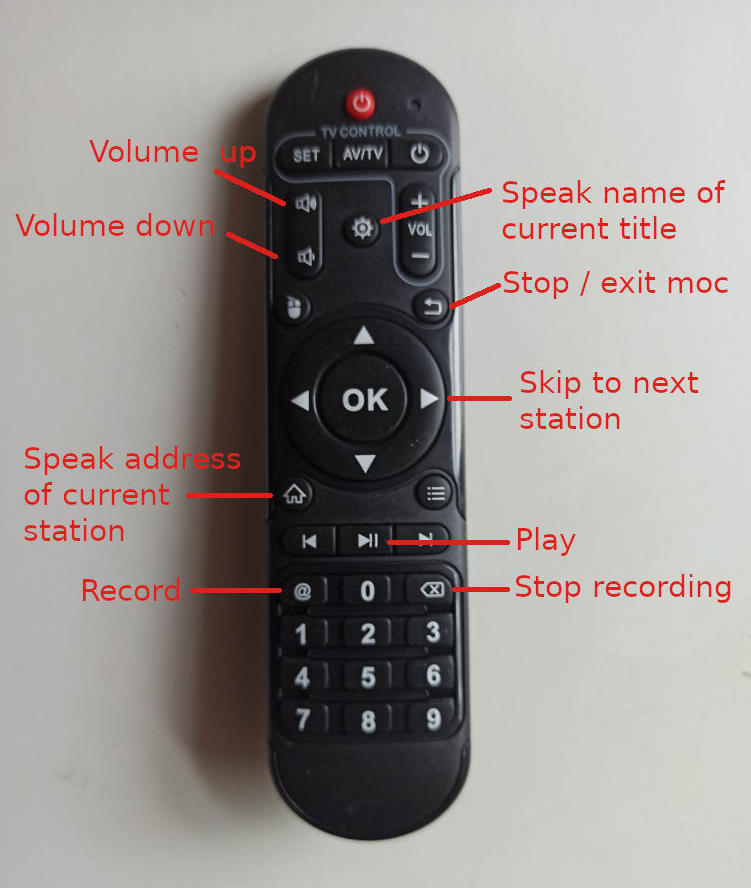 TV CONTROL
Volume up
SET AV/TV
Speak name of
current title
+
Volume down
VOL
−
Stop / exit moc
OK
Skip to next
station
Speak address
of current
station
Play
Record
@ 0
Stop recording
1 2 3
4 5 6
7 8 9